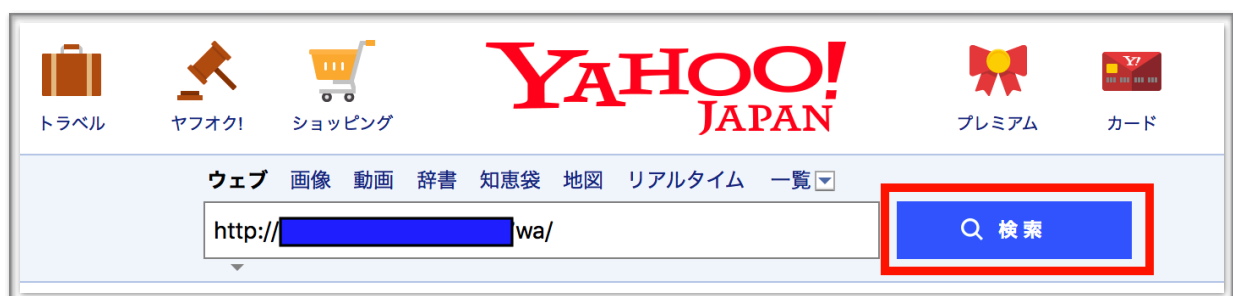 YAHOO!
JAPAN
トラベル ヤフオク! ショッピング プレミアム カード
Y!
ウェブ 画像 動画 辞書 知恵袋 地図 リアルタイム 一覧
http:// wa/
検索